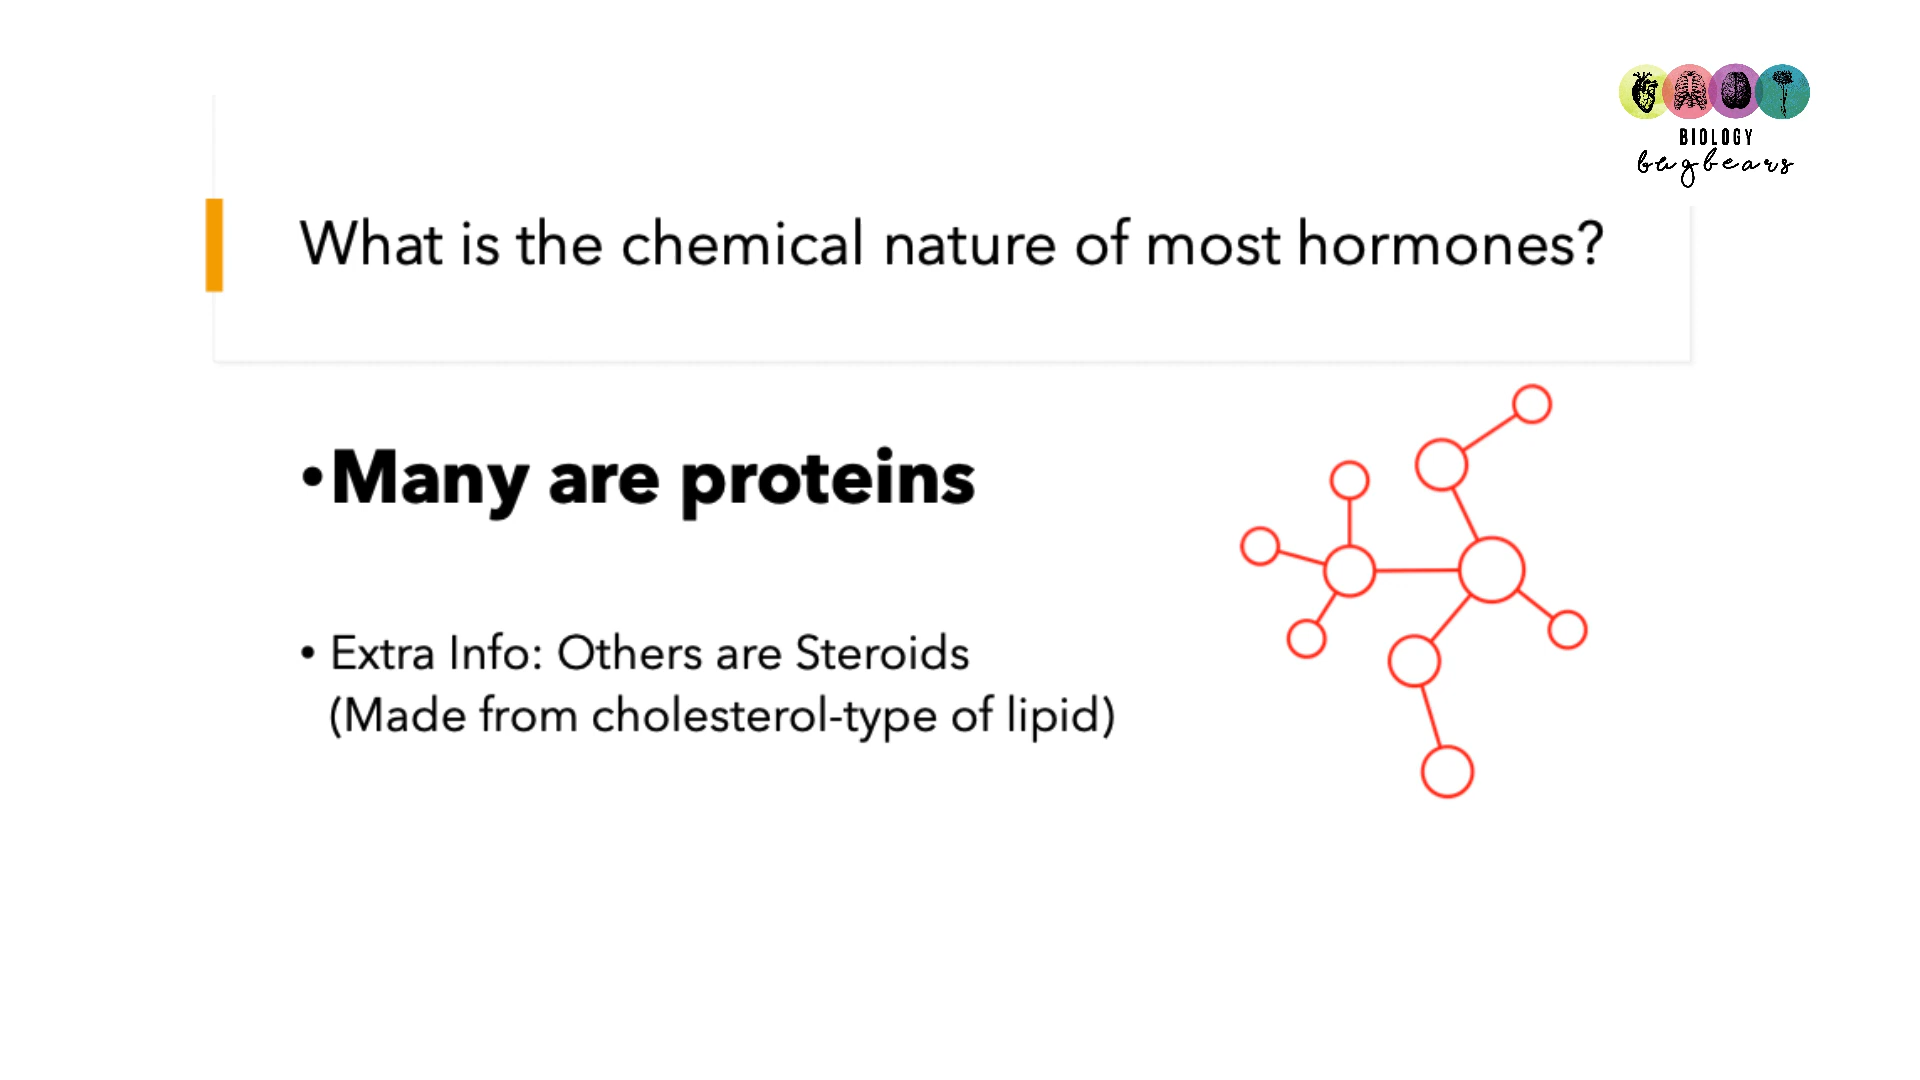 BIOLOGY
bugbears
What is the chemical nature of most hormones?
•Many are proteins
• Extra Info: Others are Steroids
(Made from cholesterol-type of lipid)